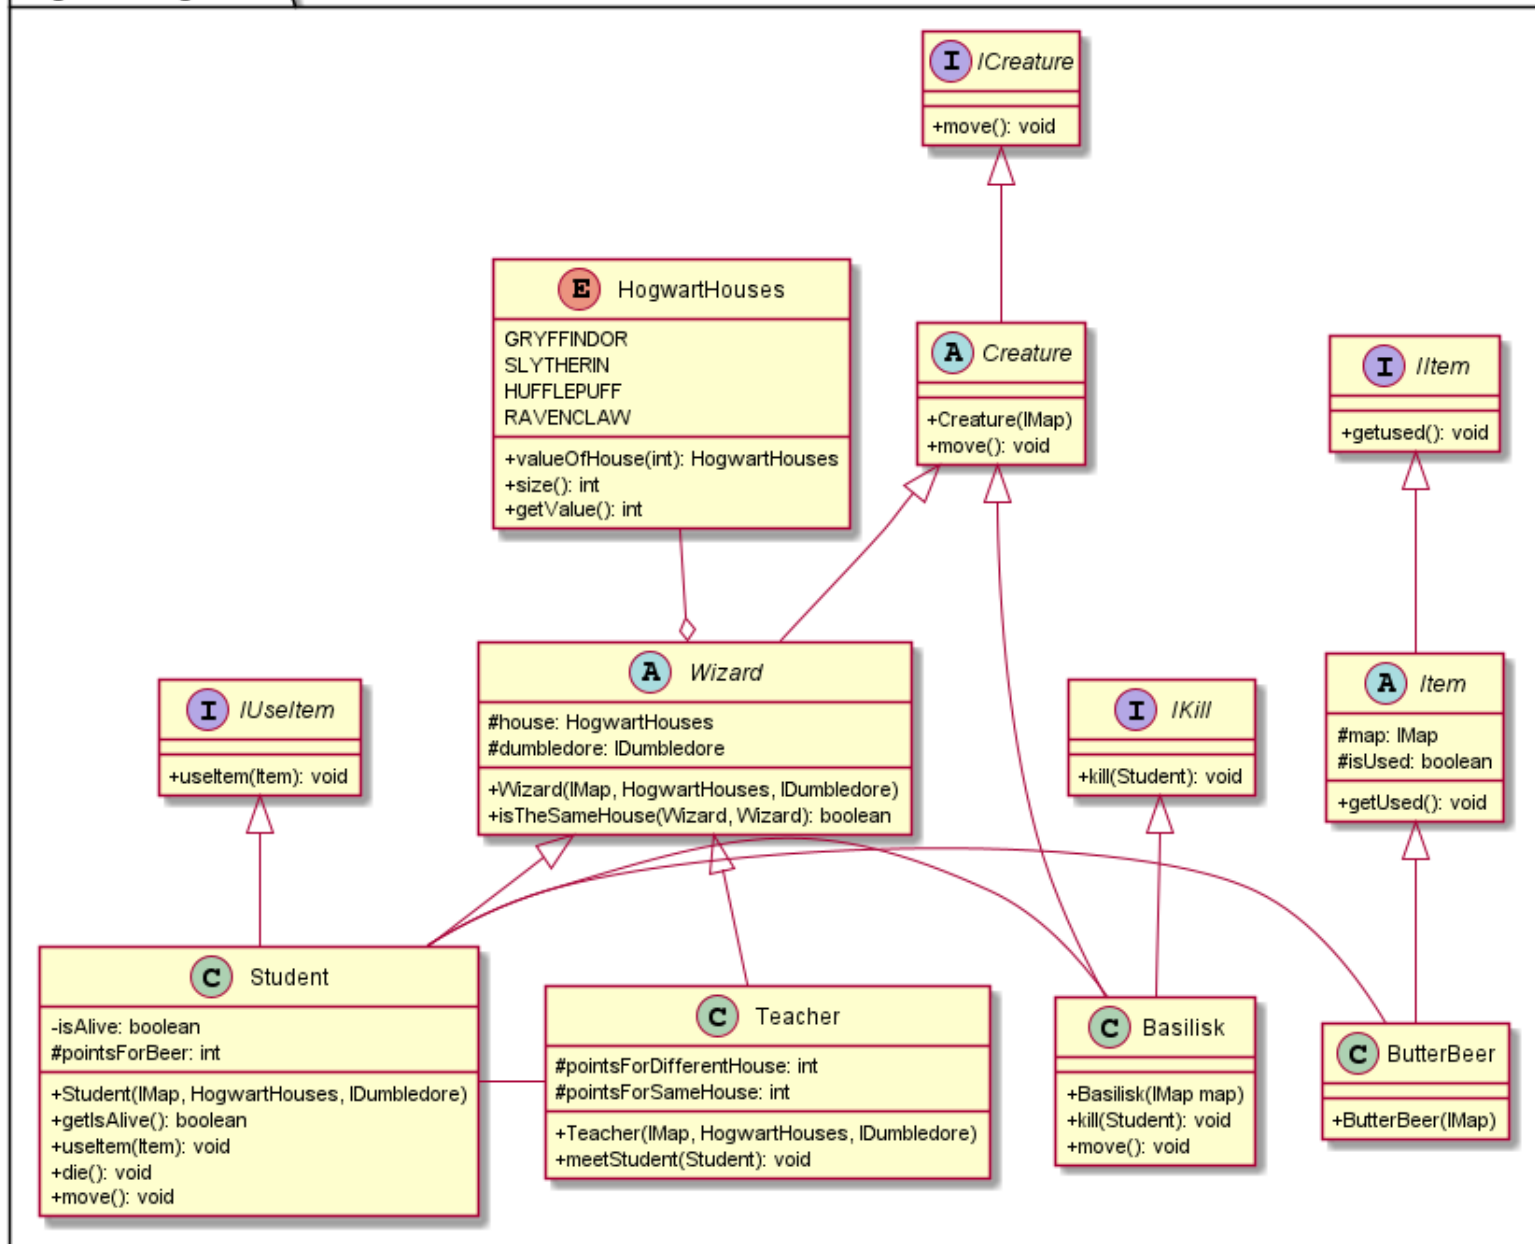 I ICreature
+move(): void
E HogwartHouses
GRYFFINDOR
SLYTHERIN
HUFFLEPUFF
RAVENCLAW
+valueOfHouse(int): HogwartHouses
+size(): int
+getValue(): int
A Creature
+Creature(IMap)
+move(): void
I IItem
+getused(): void
I IUseItem
+useItem(Item): void
A Wizard
#house: HogwartHouses
#dumbledore: IDumbledore
+Wizard(IMap, HogwartHouses, IDumbledore)
+isTheSameHouse(Wizard, Wizard): boolean
I IKill
+kill(Student): void
A Item
#map: IMap
#isUsed: boolean
+getUsed(): void
C Student
-isAlive: boolean
#pointsForBeer: int
+Student(IMap, HogwartHouses, IDumbledore)
+getIsAlive(): boolean
+useItem(Item): void
+die(): void
+move(): void
C Teacher
#pointsForDifferentHouse: int
#pointsForSameHouse: int
+Teacher(IMap, HogwartHouses, IDumbledore)
+meetStudent(Student): void
C Basilisk
+Basilisk(IMap map)
+kill(Student): void
+move(): void
C ButterBeer
+ButterBeer(IMap)